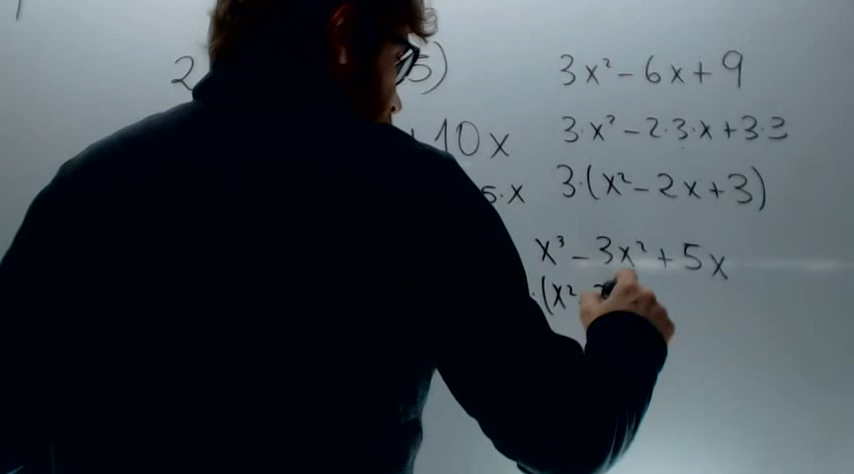 2
5)
3x² - 6x + 9
+10x
3·x² - 2·3·x + 3·3
5·x
3·(x² - 2x + 3)
x³ - 3x² + 5x
·(x² -